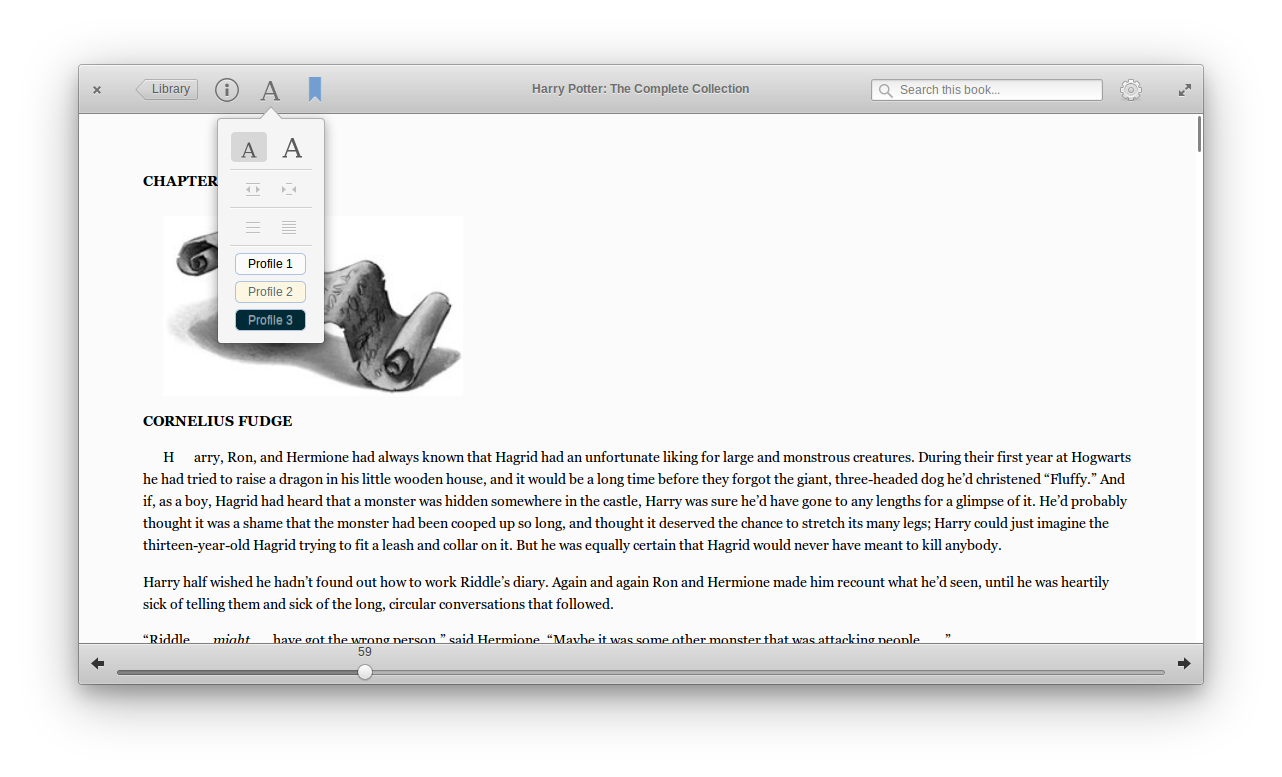 Library
A
Harry Potter: The Complete Collection
Search this book...
A A
Profile 1
Profile 2
Profile 3
CHAPTER
CORNELIUS FUDGE
H arry, Ron, and Hermione had always known that Hagrid had an unfortunate liking for large and monstrous creatures. During their first year at Hogwarts
he had tried to raise a dragon in his little wooden house, and it would be a long time before they forgot the giant, three-headed dog he’d christened “Fluffy.” And
if, as a boy, Hagrid had heard that a monster was hidden somewhere in the castle, Harry was sure he’d have gone to any lengths for a glimpse of it. He’d probably
thought it was a shame that the monster had been cooped up so long, and thought it deserved the chance to stretch its many legs; Harry could just imagine the
thirteen-year-old Hagrid trying to fit a leash and collar on it. But he was equally certain that Hagrid would never have meant to kill anybody.
Harry half wished he hadn’t found out how to work Riddle’s diary. Again and again Ron and Hermione made him recount what he’d seen, until he was heartily
sick of telling them and sick of the long, circular conversations that followed.
“Riddle might have got the wrong person,” said Hermione. “Maybe it was some other monster that was attacking people ”
59